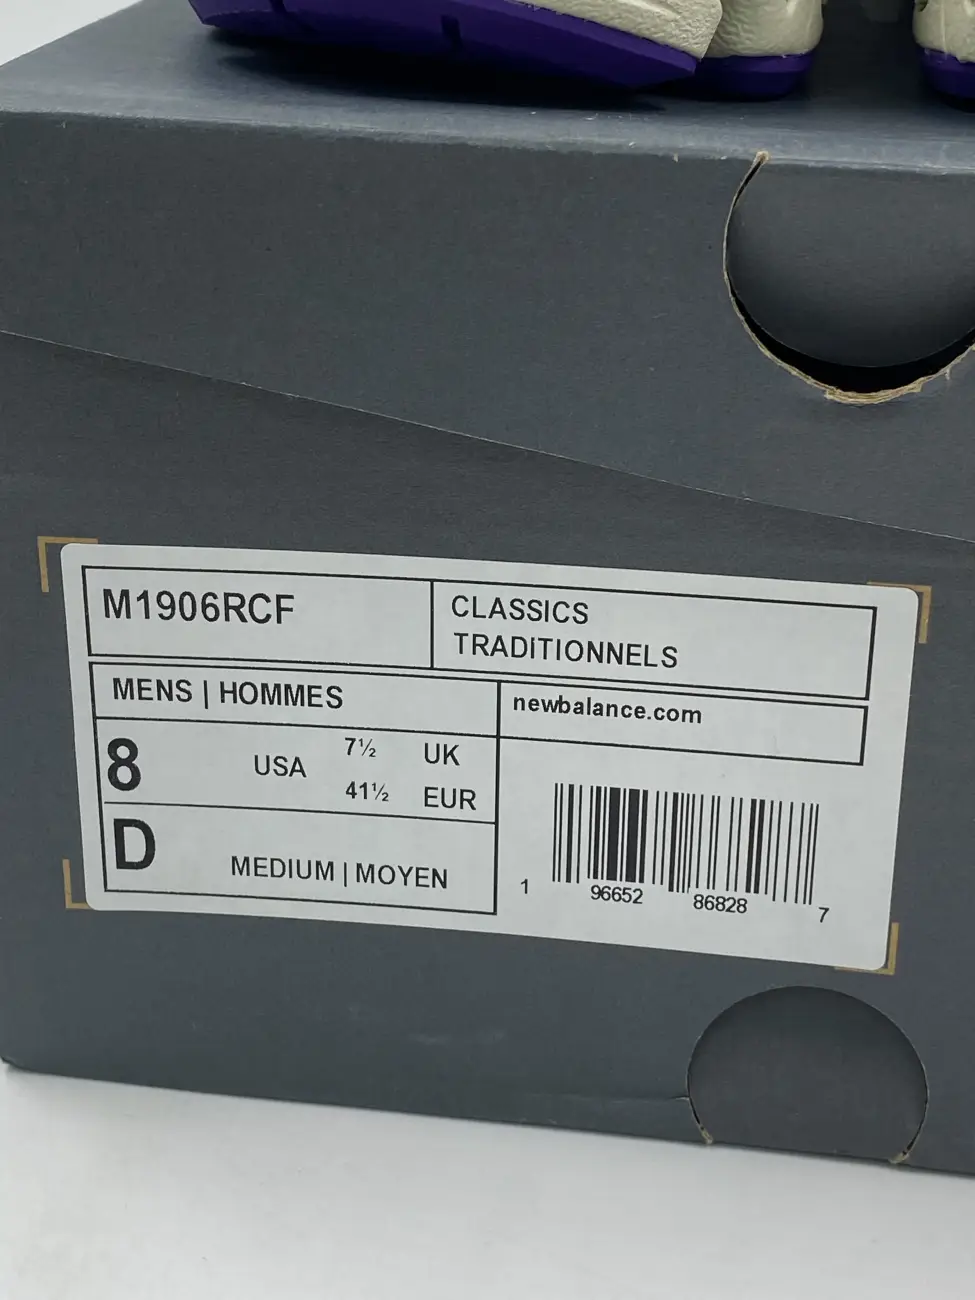 M1906RCF
CLASSICS
TRADITIONNELS
MENS | HOMMES
newbalance.com
8 USA 7½ UK
41½ EUR
D MEDIUM | MOYEN
1 96652 86828 7